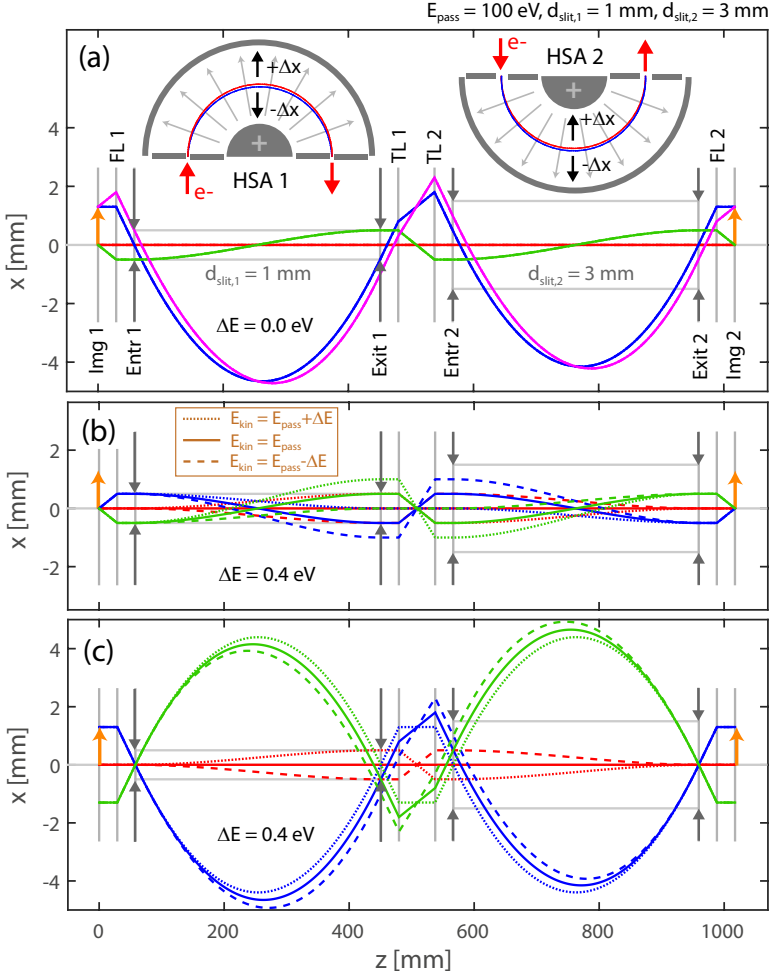 E_pass = 100 eV, d_slit,1 = 1 mm, d_slit,2 = 3 mm
(a)
+Δx
-Δx
+
e-
HSA 1
e-
HSA 2
+
+Δx
-Δx
FL 1
TL 1
TL 2
FL 2
4
2
0
-2
-4
x [mm]
d_slit,1 = 1 mm
d_slit,2 = 3 mm
ΔE = 0.0 eV
Img 1
Entr 1
Exit 1
Entr 2
Exit 2
Img 2
(b)
E_kin = E_pass+ΔE
E_kin = E_pass
E_kin = E_pass-ΔE
2
0
-2
x [mm]
ΔE = 0.4 eV
(c)
4
2
0
-2
-4
x [mm]
ΔE = 0.4 eV
0
200
400
600
800
1000
z [mm]